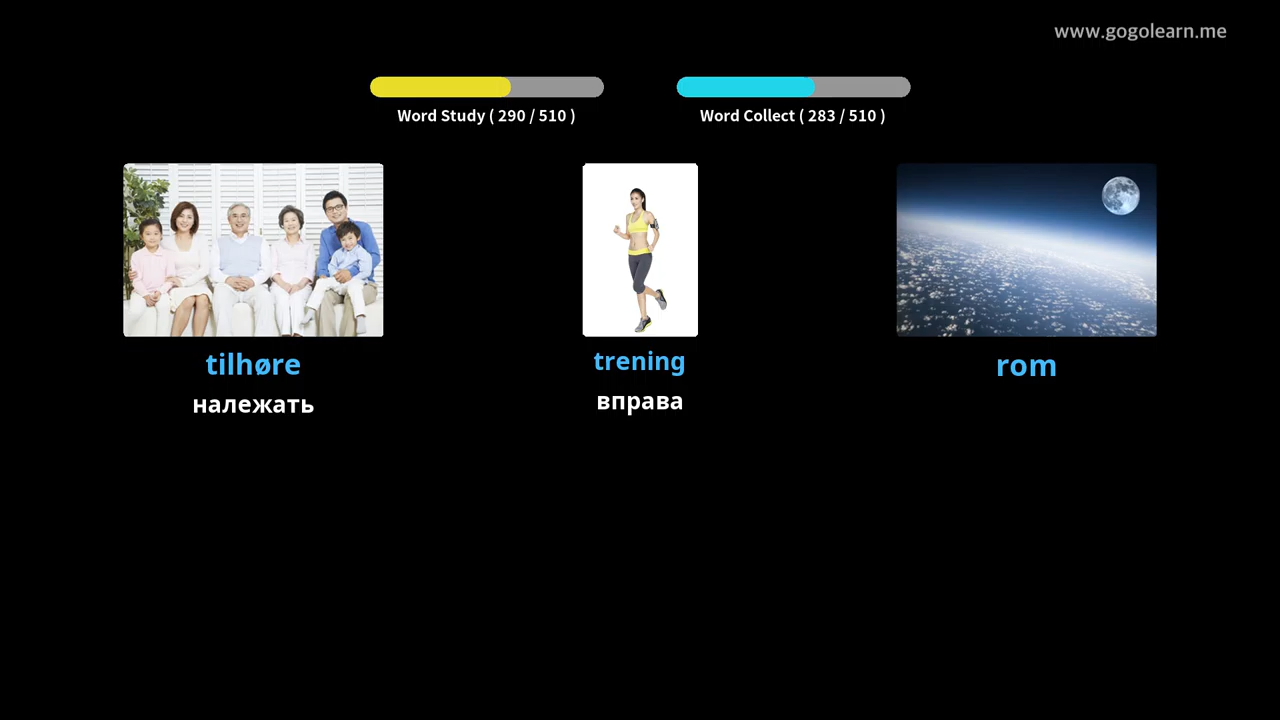 www.gogolearn.me
Word Study ( 290 / 510 )
Word Collect ( 283 / 510 )
tilhøre
належать
trening
вправа
rom